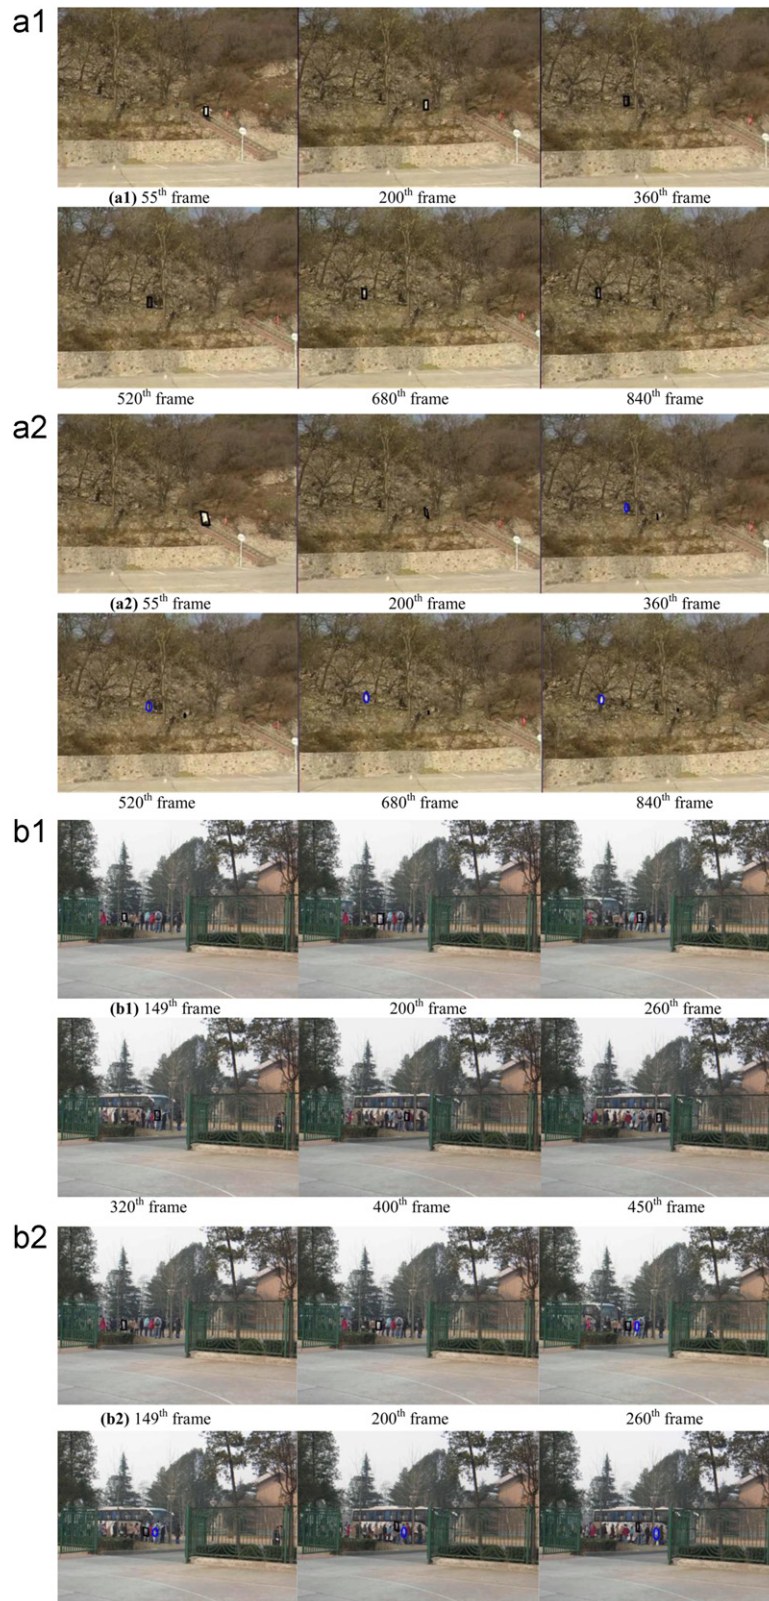 a1
(a1) 55th frame 200th frame 360th frame
520th frame 680th frame 840th frame
a2
(a2) 55th frame 200th frame 360th frame
520th frame 680th frame 840th frame
b1
(b1) 149th frame 200th frame 260th frame
320th frame 400th frame 450th frame
b2
(b2) 149th frame 200th frame 260th frame